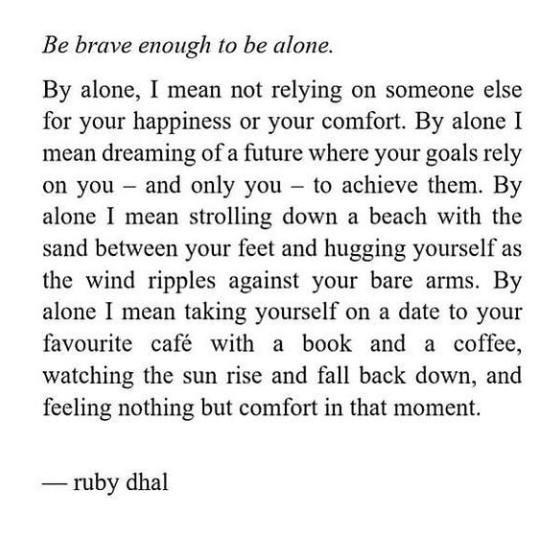 Be brave enough to be alone.
By alone, I mean not relying on someone else
for your happiness or your comfort. By alone I
mean dreaming of a future where your goals rely
on you – and only you – to achieve them. By
alone I mean strolling down a beach with the
sand between your feet and hugging yourself as
the wind ripples against your bare arms. By
alone I mean taking yourself on a date to your
favourite café with a book and a coffee,
watching the sun rise and fall back down, and
feeling nothing but comfort in that moment.
— ruby dhal